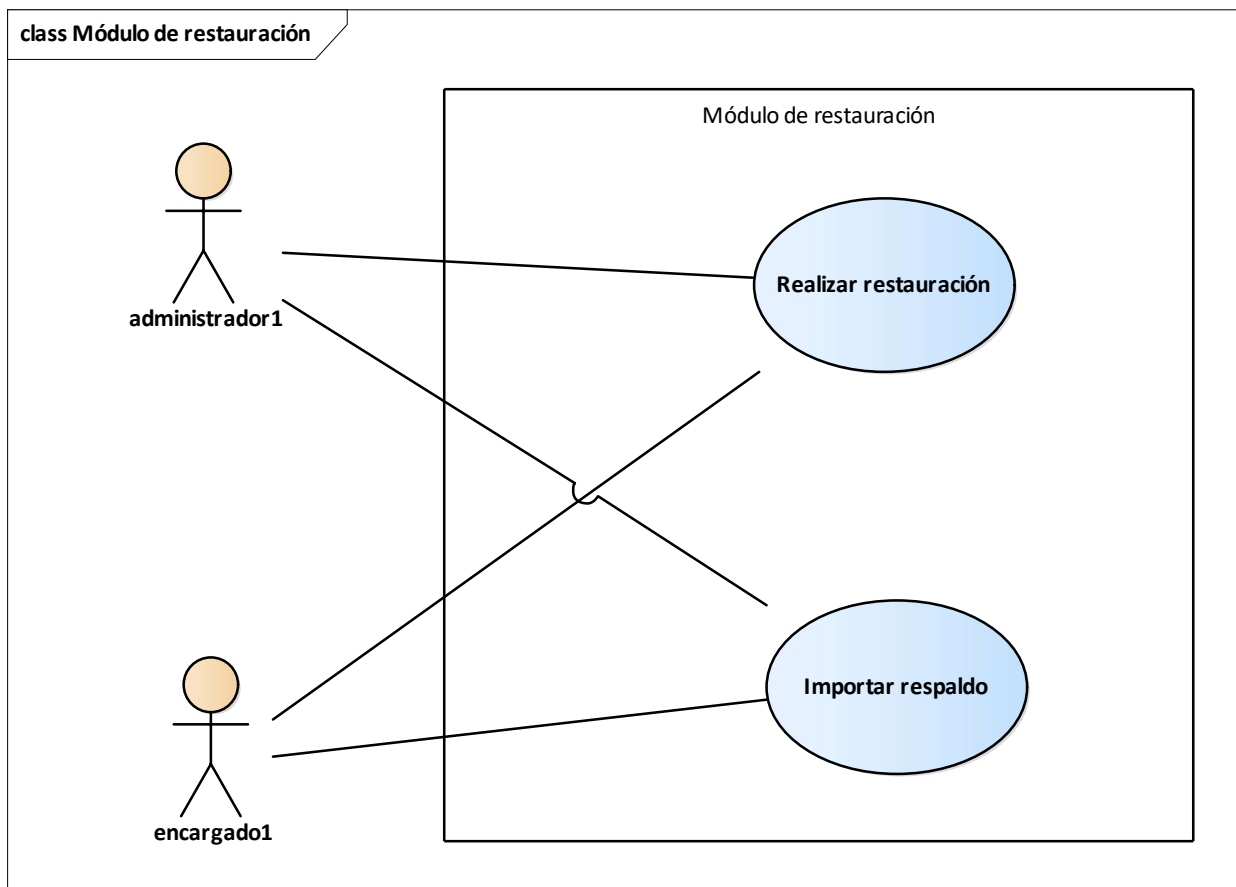 class Módulo de restauración
Módulo de restauración
Realizar restauración
administrador1
Importar respaldo
encargado1